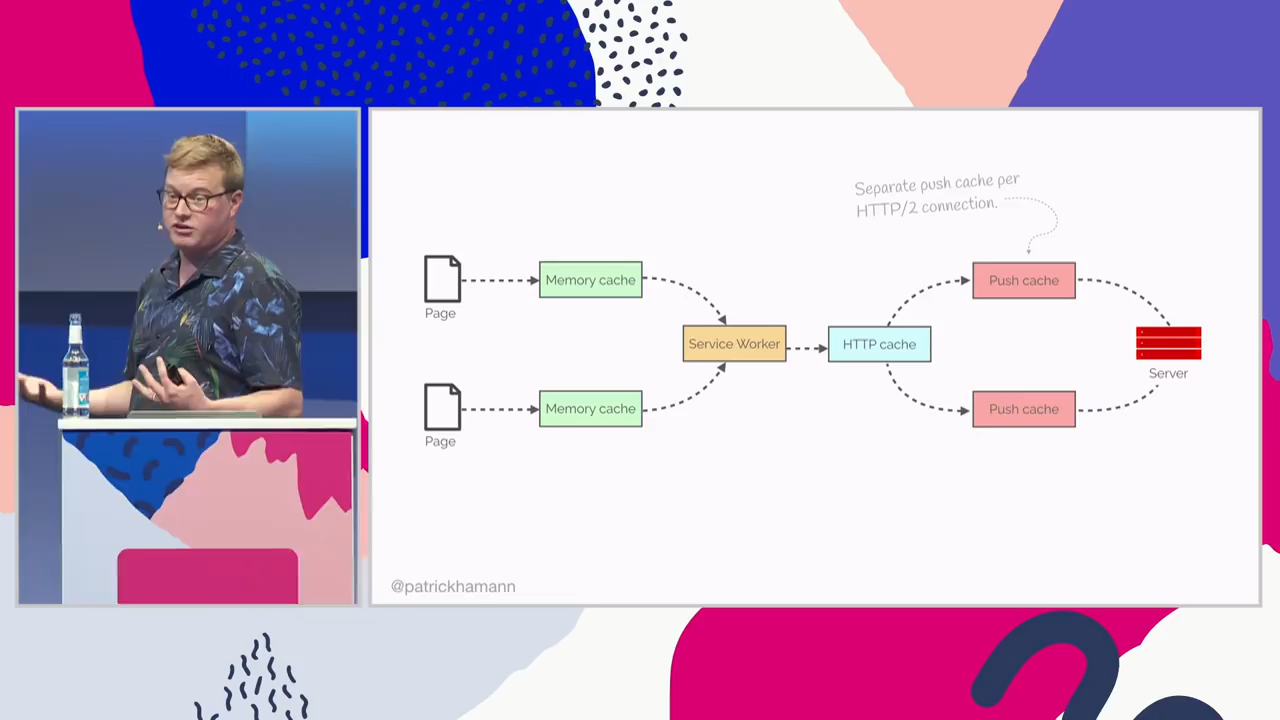 Separate push cache per
HTTP/2 connection.
Page
Memory cache
Service Worker
HTTP cache
Push cache
Server
Page
Memory cache
Push cache
@patrickhamann